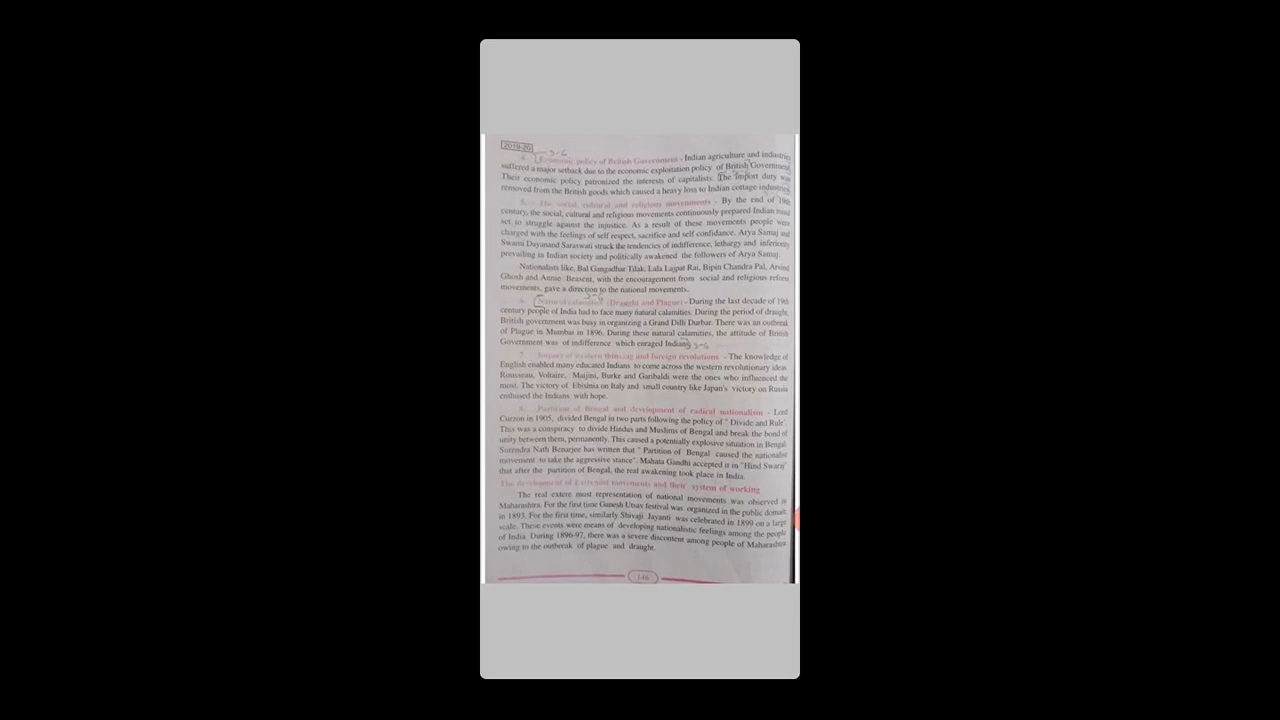 2019-20
5-6
4. Economic policy of British Government - Indian agriculture and industries
suffered a major setback due to the economic exploitation policy of British Government.
Their economic policy patronized the interests of capitalists. The Import duty was
removed from the British goods which caused a heavy loss to Indian cottage industries.
5. The social, cultural and religious movements - By the end of 19th
century, the social, cultural and religious movements continuously prepared Indian mind
set to struggle against the injustice. As a result of these movements people were
charged with the feelings of self respect, sacrifice and self confidance. Arya Samaj and
Swami Dayanand Saraswati struck the tendencies of indifference, lethargy and inferiority
prevailing in Indian society and politically awakened the followers of Arya Samaj.
Nationalists like, Bal Gangadhar Tilak, Lala Lajpat Rai, Bipin Chandra Pal, Arvind
Ghosh and Annie Beasent, with the encouragement from social and religious reform
movements, gave a direction to the national movements.
5-6
6. Natural calamities (Draught and Plague) - During the last decade of 19th
century people of India had to face many natural calamities. During the period of draught,
British government was busy in organizing a Grand Dilli Durbar. There was an outbreak
of Plague in Mumbai in 1896. During these natural calamities, the attitude of British
Government was of indifference which enraged Indians. 5-6
7. Impact of western thinking and foreign revolutions - The knowledge of
English enabled many educated Indians to come across the western revolutionary ideas.
Rousseau, Voltaire, Maijini, Burke and Garibaldi were the ones who influenced the
most. The victory of Ebisinia on Italy and small country like Japan's victory on Russia
enthused the Indians with hope.
8. Partition of Bengal and development of radical nationalism - Lord
Curzon in 1905, divided Bengal in two parts following the policy of " Divide and Rule".
This was a conspiracy to divide Hindus and Muslims of Bengal and break the bond of
unity between them, permanently. This caused a potentially explosive situation in Bengal.
Surendra Nath Benarjee has written that " Partition of Bengal caused the nationalist
movement to take the aggressive stance". Mahata Gandhi accepted it in "Hind Swaraj"
that after the partition of Bengal, the real awakening took place in India.
The development of extremist movements and their system of working
The real extere most representation of national movements was observed in
Maharashtra. For the first time Ganesh Utsav festival was organized in the public domain
in 1893. For the first time, similarly Shivaji Jayanti was celebrated in 1899 on a large
scale. These events were means of developing nationalistic feelings among the people
of India. During 1896-97, there was a severe discontent among people of Maharashtra
owing to the outbreak of plague and draught.